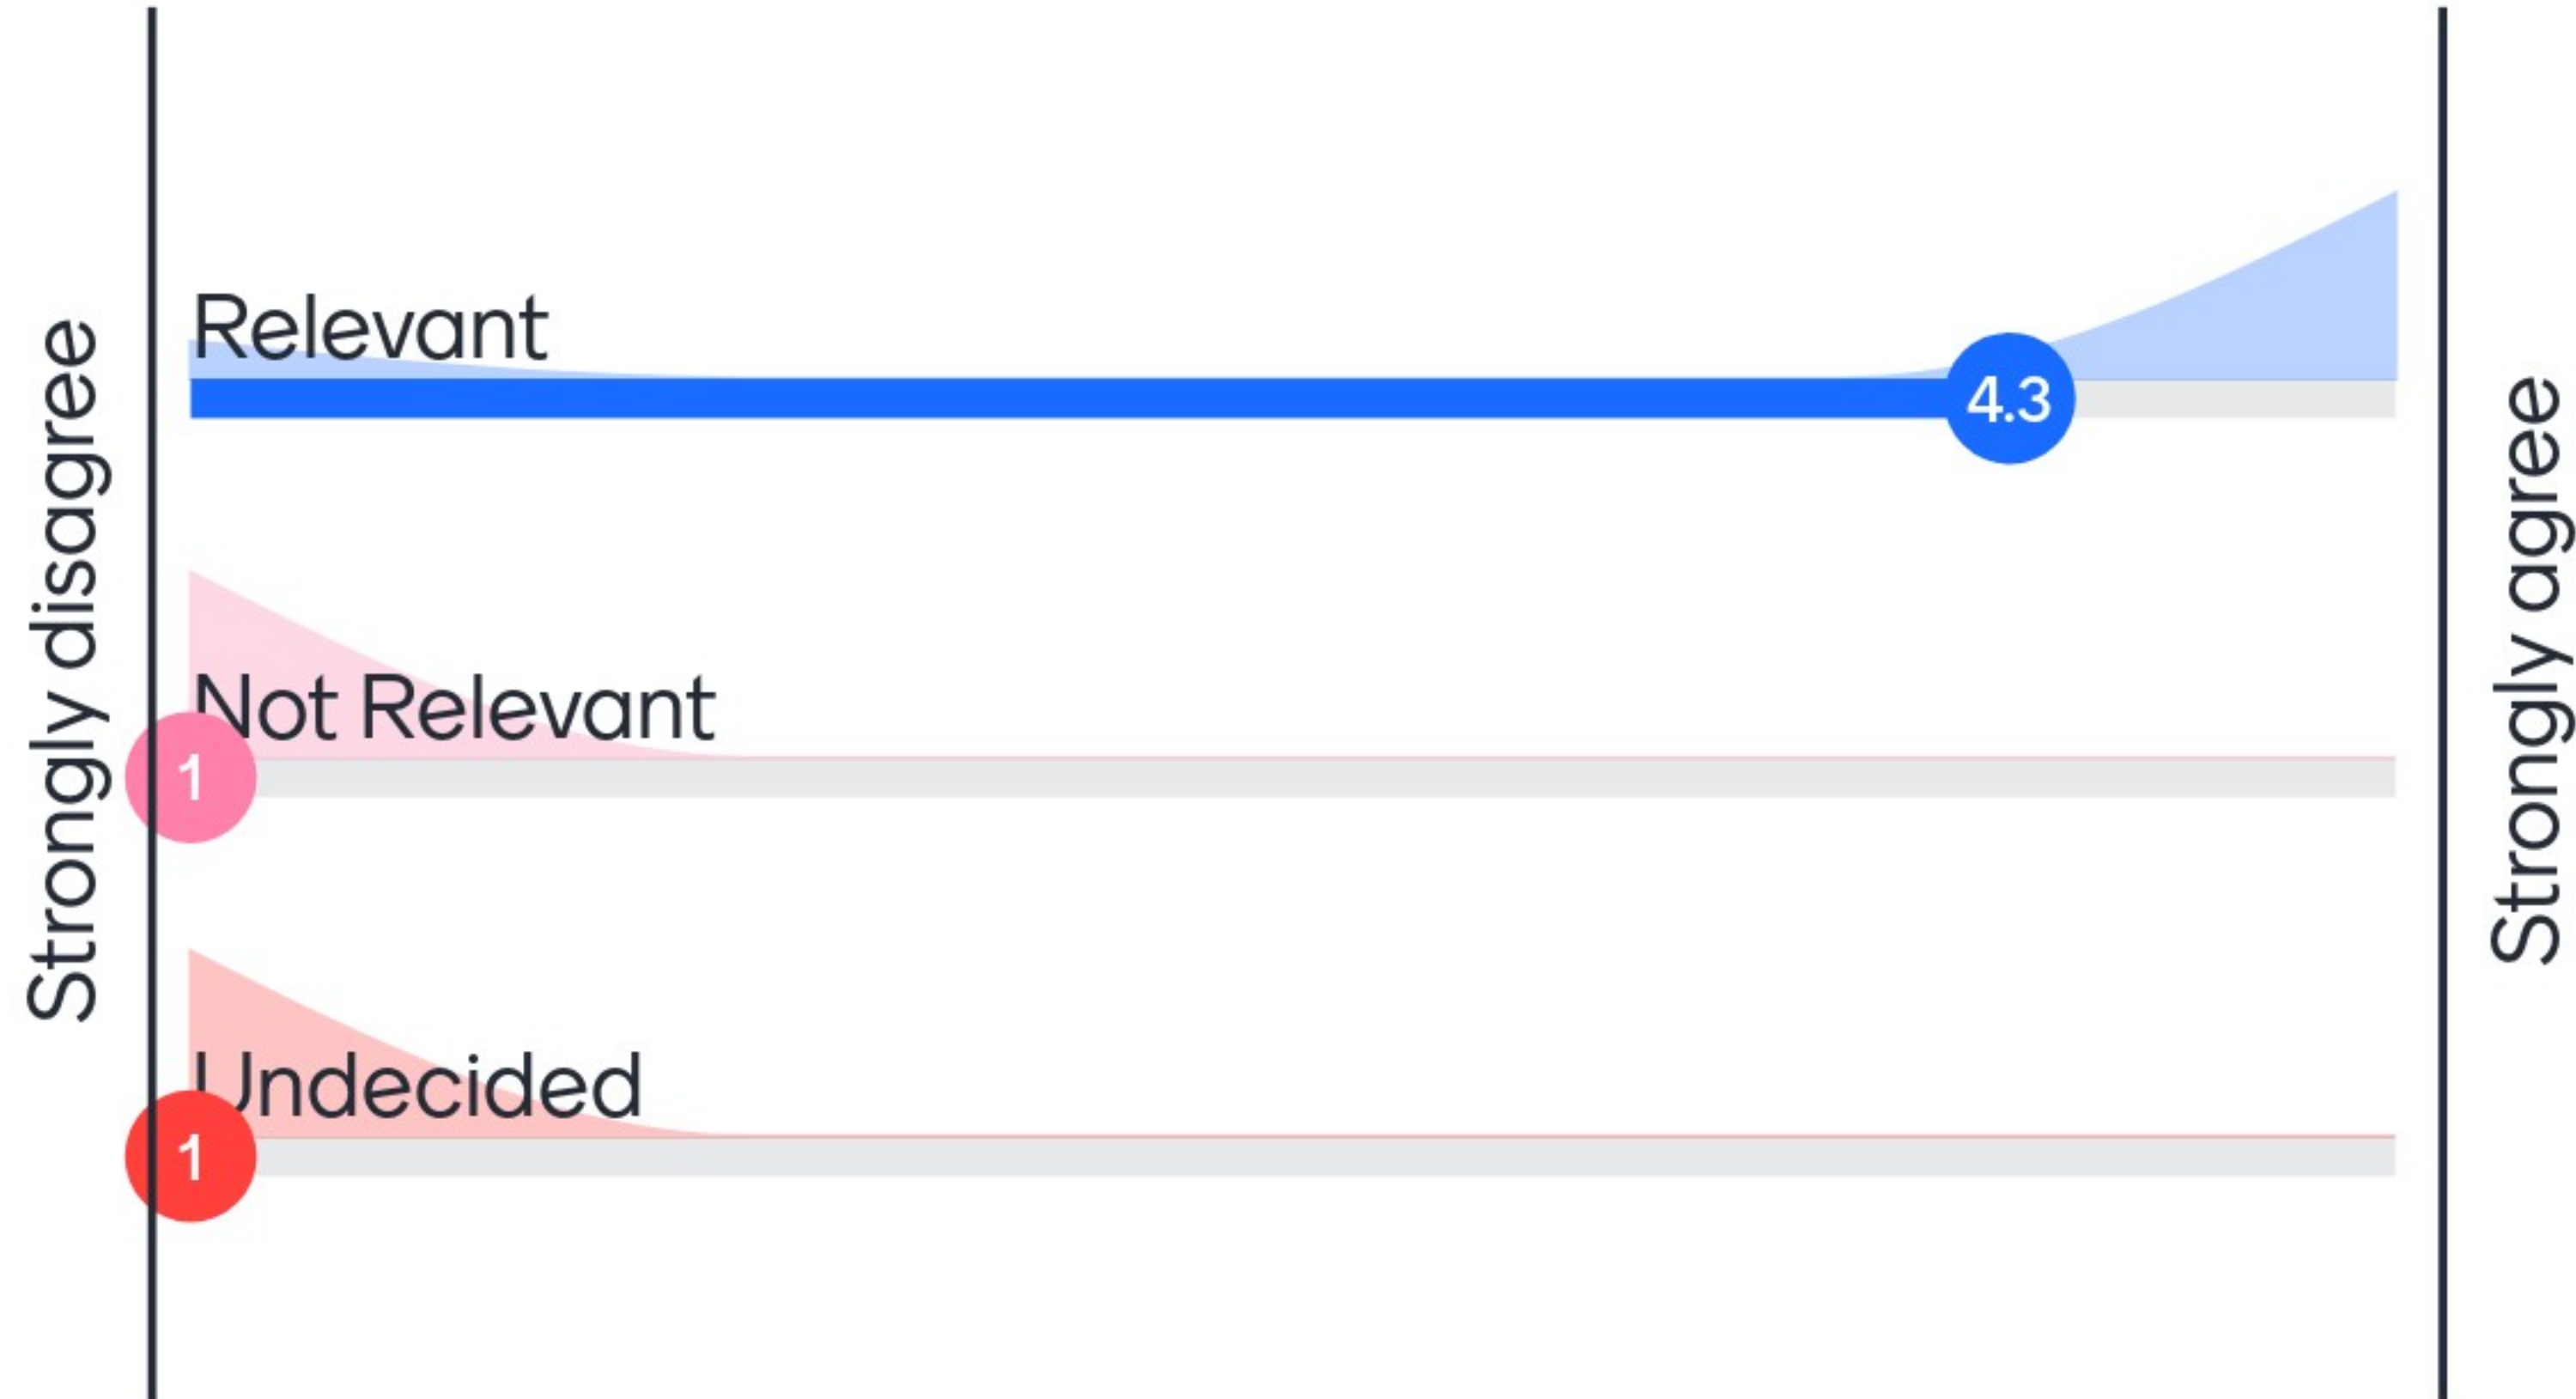 Strongly disagree
Relevant
4.3
Not Relevant
1
Undecided
1
Strongly agree